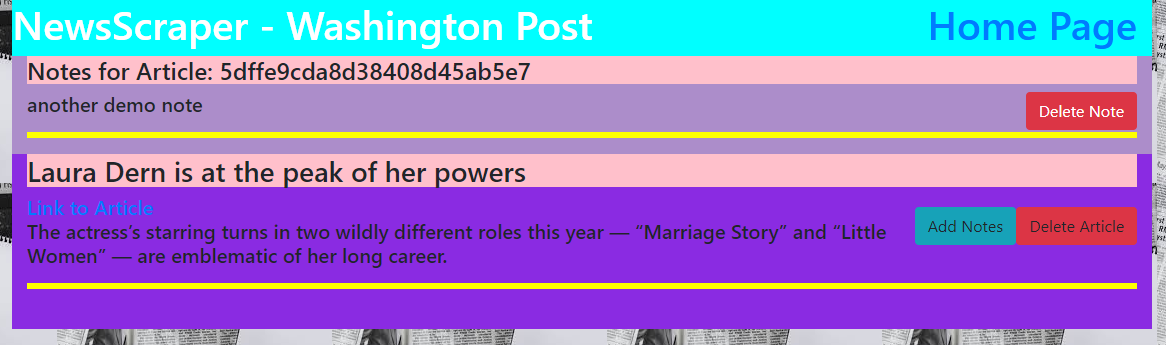 NewsScraper - Washington Post
Home Page
Notes for Article: 5dffe9cda8d38408d45ab5e7
another demo note
Delete Note
Laura Dern is at the peak of her powers
Link to Article
The actress’s starring turns in two wildly different roles this year — “Marriage Story” and “Little
Women” — are emblematic of her long career.
Add Notes
Delete Article